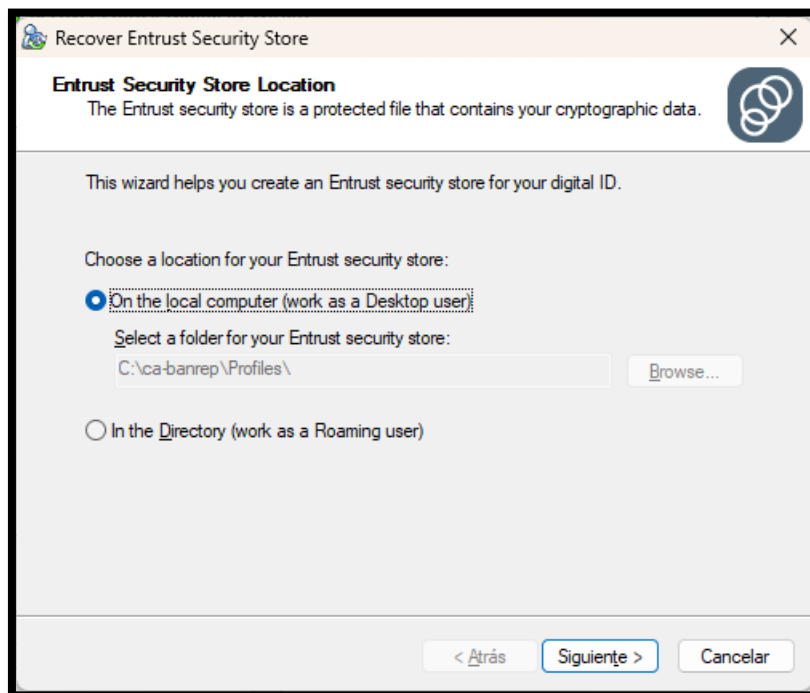 Recover Entrust Security Store
Entrust Security Store Location
The Entrust security store is a protected file that contains your cryptographic data.
This wizard helps you create an Entrust security store for your digital ID.
Choose a location for your Entrust security store:
On the local computer (work as a Desktop user)
Select a folder for your Entrust security store:
C:\ca-banrep\Profiles\
Browse...
In the Directory (work as a Roaming user)
< Atrás Siguiente > Cancelar